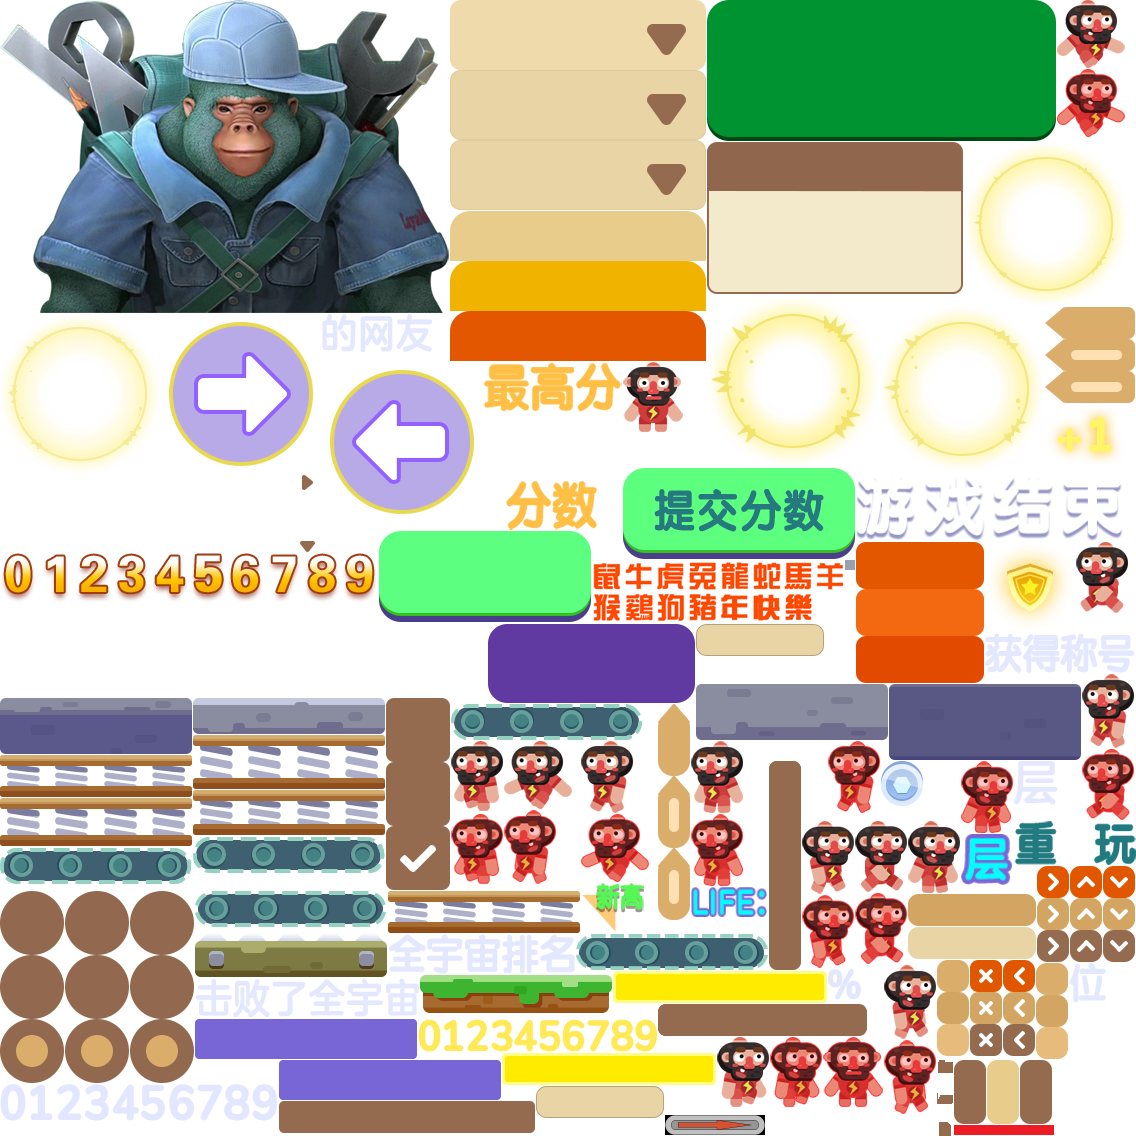 的网友
最高分
+1
分数
提交分数
游戏结束
0123456789
鼠牛虎兔龍蛇馬羊
猴鷄狗豬年快樂
获得称号
层
重 玩
层
新高
LIFE:
全宇宙排名
击败了全宇宙
%
位
0123456789
0123456789